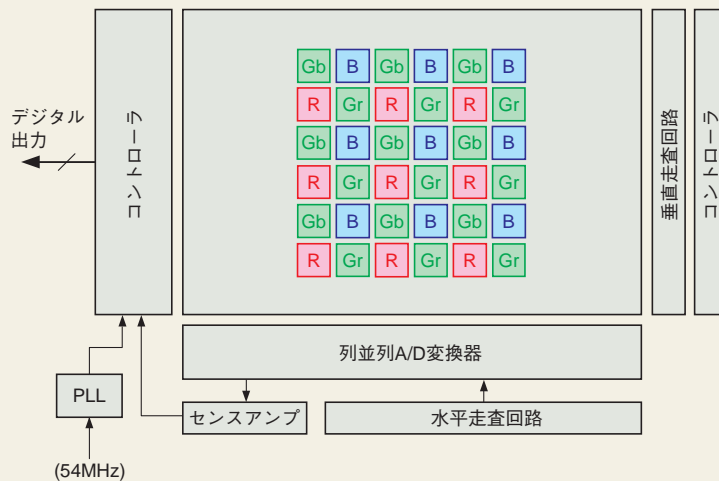 デジタル
出力
コントローラ
Gb B Gb B Gb B
R Gr R Gr R Gr
Gb B Gb B Gb B
R Gr R Gr R Gr
Gb B Gb B Gb B
R Gr R Gr R Gr
垂直走査回路
コントローラ
列並列A/D変換器
PLL
センスアンプ
水平走査回路
(54MHz)